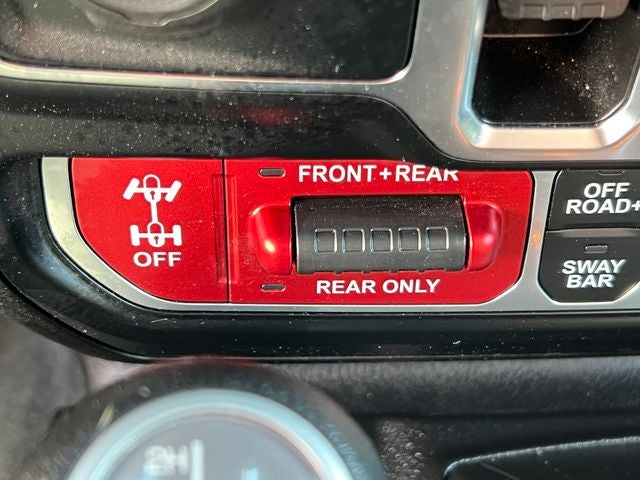 FRONT+REAR
OFF
REAR ONLY
OFF
ROAD+
SWAY
BAR
2H